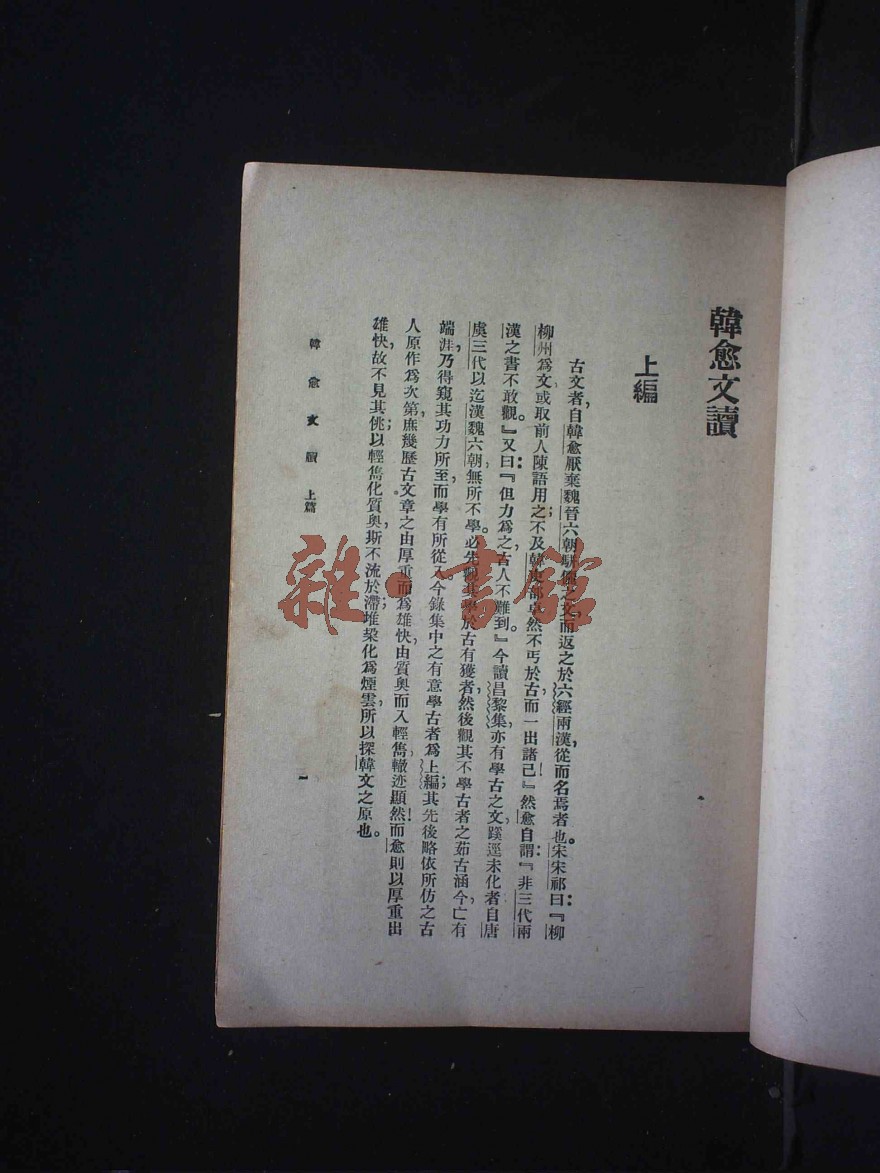 韓愈文讀
上編
古文者，自韓愈厭棄魏晉六朝駢儷之文，而返之於六經兩漢，從而名焉者也。宋宋祁曰：『柳
柳州爲文，或取前人陳語用之；不及韓吏部卓然不丐於古，而一出諸己！』然愈自謂：『非三代兩
漢之書不敢觀。』又曰：『但力爲之，古人不難到。』今讀昌黎集，亦有學古之文，蹊逕未化者。自唐
虞三代以迄漢魏六朝，無所不學。必先觀其學於古有獲者，然後觀其不學古者之茹古涵今，亡有
端涯，乃得窺其功力所至，而學有所從入。今錄集中之有意學古者爲上編；其先後略依所仿之古
人原作爲次第，庶幾歷古文章之由厚重而爲雄快，由質奧而入輕雋，轍迹顯然！而愈則以厚重出
雄快，故不見其佻；以輕雋化質奧，斯不流於滯；堆垜化爲煙雲，所以探韓文之原也。
韓愈文讀 上篇
一
雜·書館